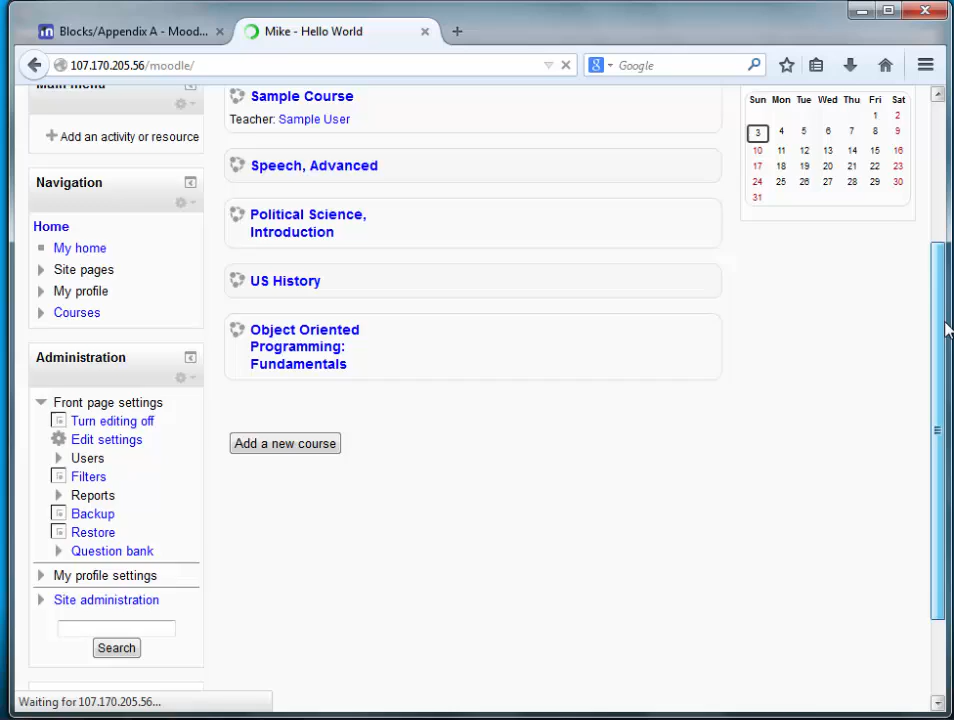 Blocks/Appendix A - Mood...
Mike - Hello World
107.170.205.56/moodle/
Google
Main menu
Add an activity or resource
Navigation
Home
My home
Site pages
My profile
Courses
Administration
Front page settings
Turn editing off
Edit settings
Users
Filters
Reports
Backup
Restore
Question bank
My profile settings
Site administration
Search
Sample Course
Teacher: Sample User
Speech, Advanced
Political Science,
Introduction
US History
Object Oriented
Programming:
Fundamentals
Add a new course
Sun Mon Tue Wed Thu Fri Sat
1 2
3 4 5 6 7 8 9
10 11 12 13 14 15 16
17 18 19 20 21 22 23
24 25 26 27 28 29 30
31
Waiting for 107.170.205.56...